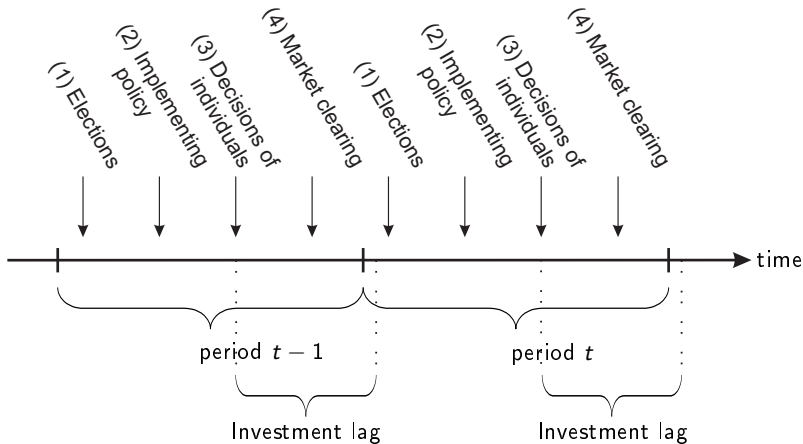 (1) Elections
(2) Implementing
policy
(3) Decisions of
individuals
(4) Market clearing
(1) Elections
(2) Implementing
policy
(3) Decisions of
individuals
(4) Market clearing
time
period t − 1
period t
Investment lag
Investment lag